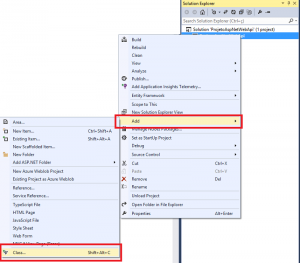 Solution Explorer
Search Solution Explorer (Ctrl+;)
Solution 'ProjetoAspNetWebApi' (1 project)
Build
Rebuild
Clean
View
Analyze
Publish...
Add Application Insights Telemetry...
Entity Framework
Scope to This
New Solution Explorer View
Add
Manage NuGet Packages...
Set as StartUp Project
Debug
Source Control
Cut Ctrl+X
Paste Ctrl+V
Remove Del
Rename
Unload Project
Open Folder in File Explorer
Properties Alt+Enter
Area...
New Item... Ctrl+Shift+A
Existing Item... Shift+Alt+A
New Scaffolded Item...
New Folder
Add ASP.NET Folder
New Azure WebJob Project
Existing Project as Azure WebJob
Reference...
Service Reference...
TypeScript File
HTML Page
JavaScript File
Style Sheet
Web Form
Class... Shift+Alt+C